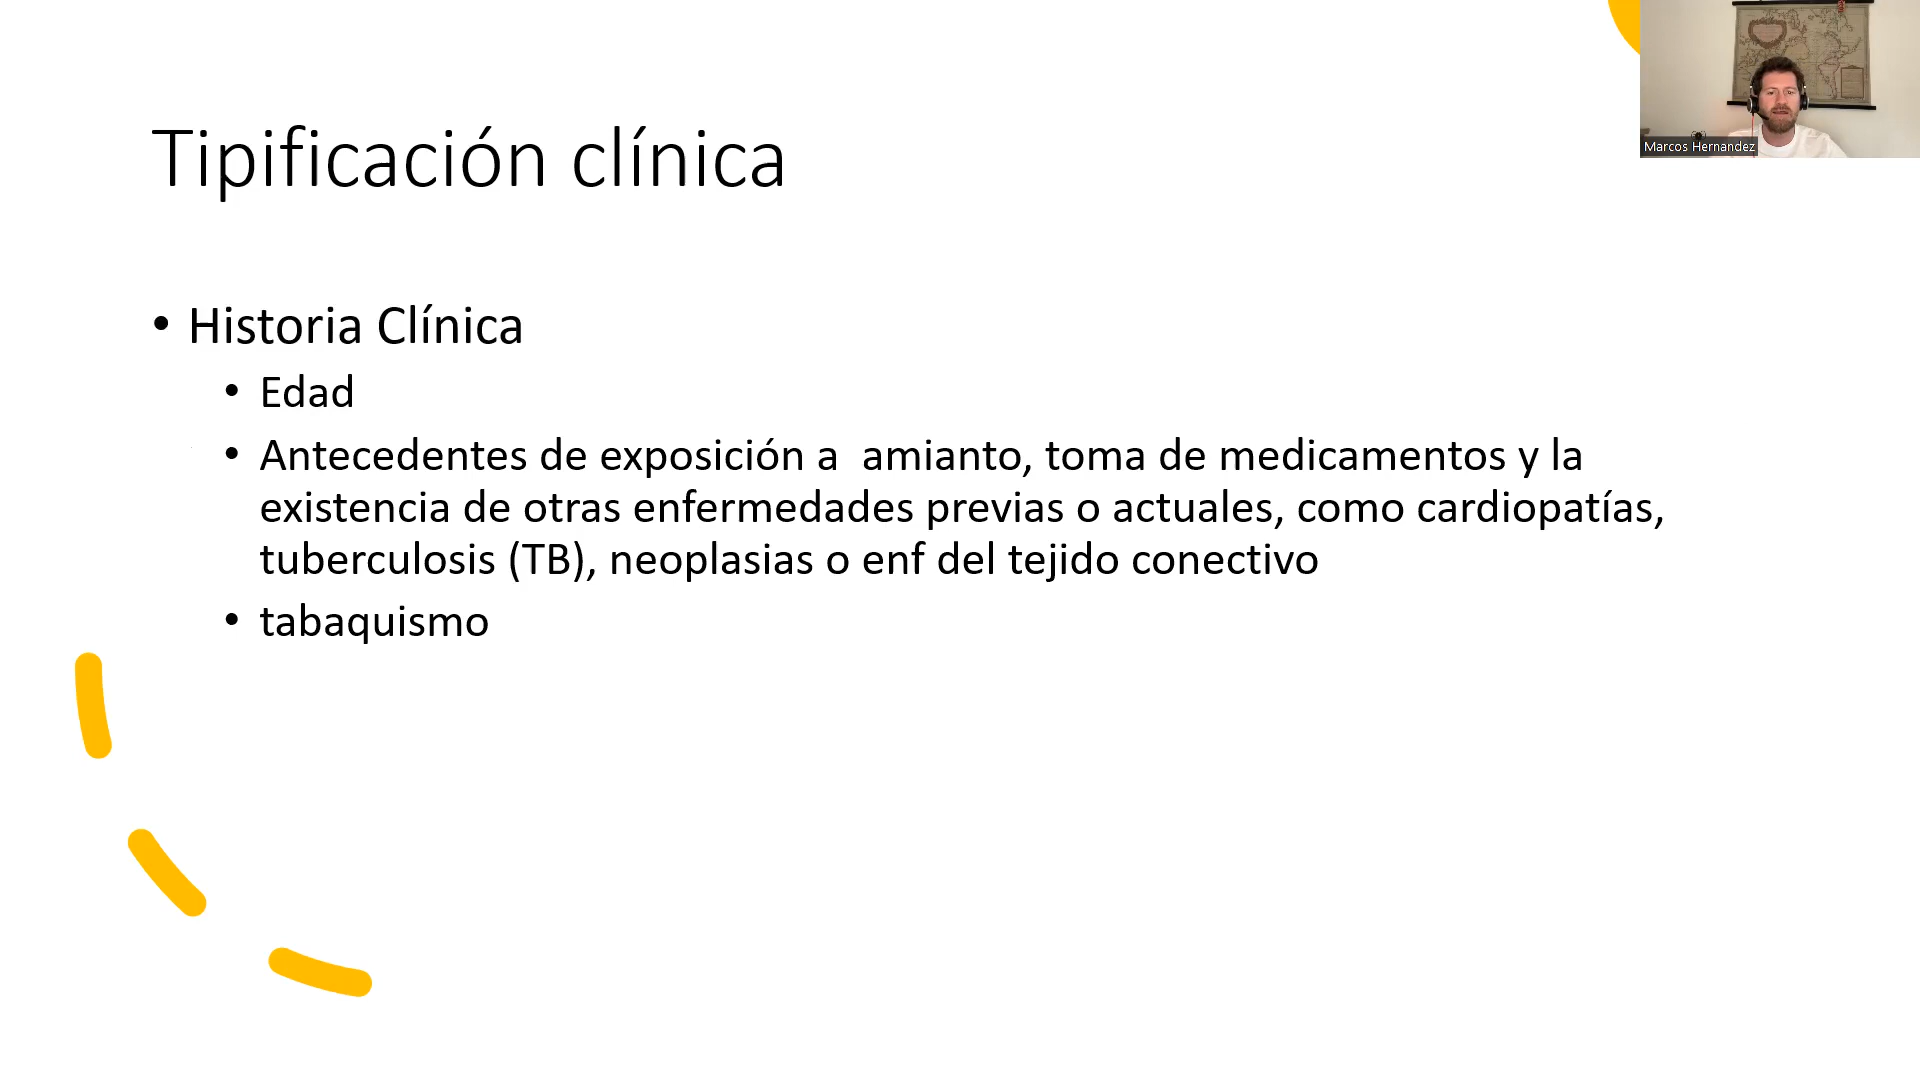 Tipificación clínica
• Historia Clínica
• Edad
• Antecedentes de exposición a  amianto, toma de medicamentos y la
existencia de otras enfermedades previas o actuales, como cardiopatías,
tuberculosis (TB), neoplasias o enf del tejido conectivo
• tabaquismo
Marcos Hernandez